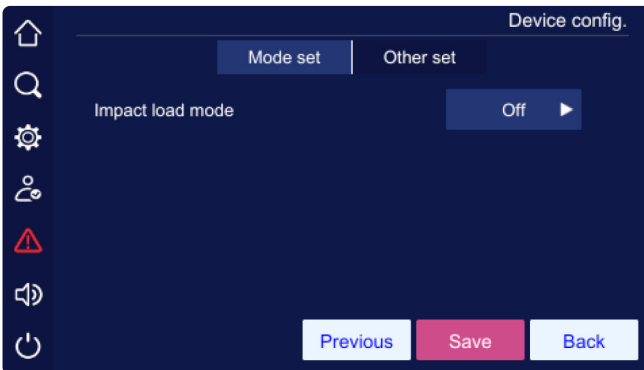 Device config.
Mode set Other set
Impact load mode Off
Previous Save Back